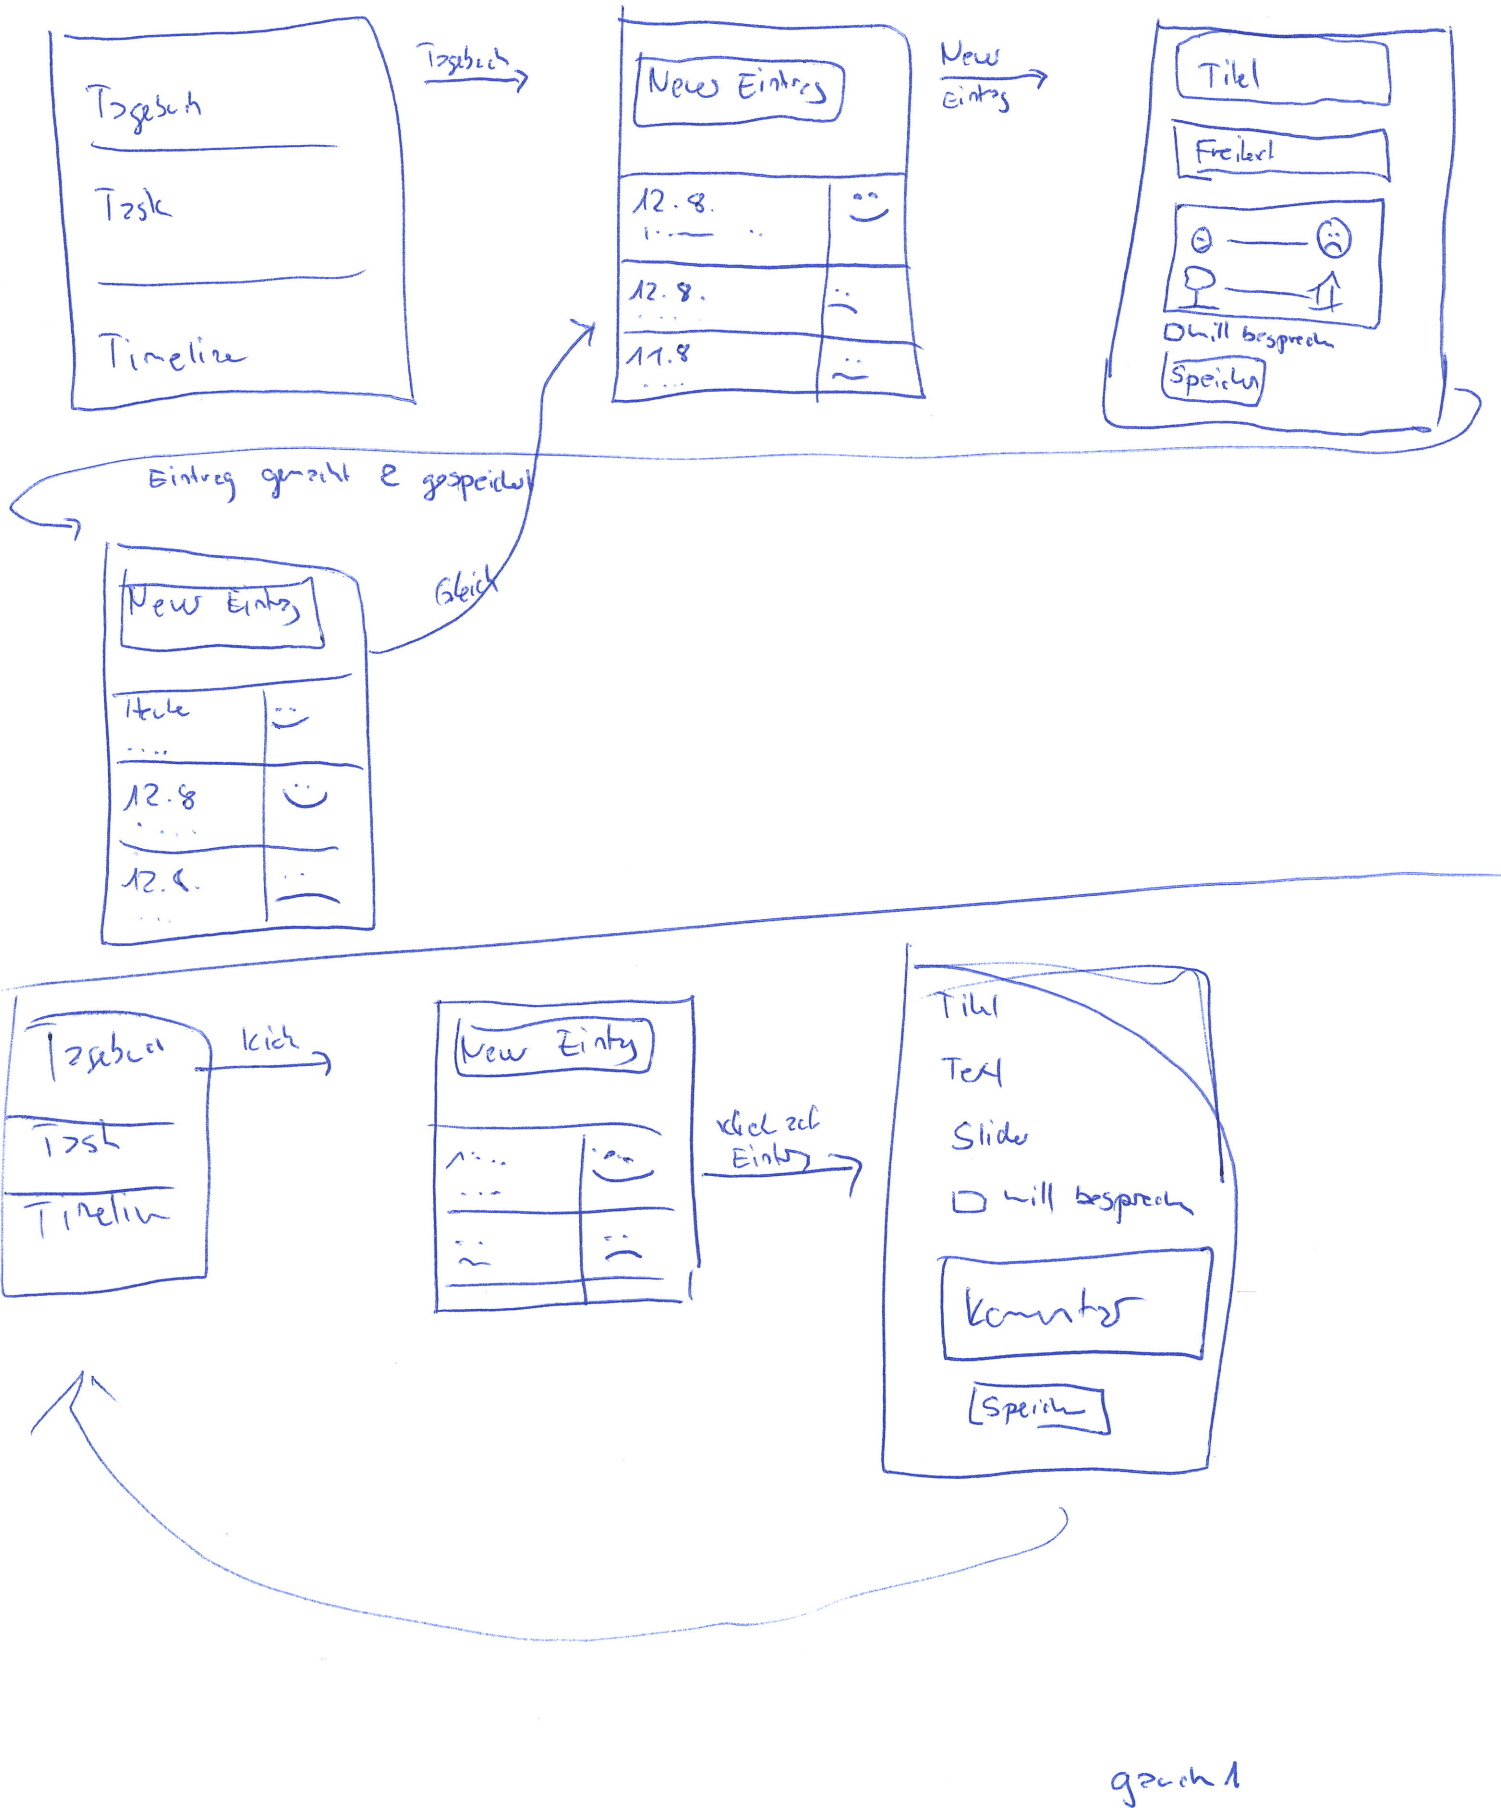 Tagebuch
Task
Timeline
Tagebuch
Neuer Eintrag
12.8.
12.8.
11.8
Neuer
Eintrag
Titel
Freitext
will besprechen
Speichern
Eintrag gemacht & gespeichert
Gleich
Neuer Eintrag
Heute
12.8
12.8.
Tagebuch
Task
Timeline
Klick
Neuer Eintrag
Klick auf
Eintrag
Titel
Text
Slider
will besprechen
Kommentar
Speichern